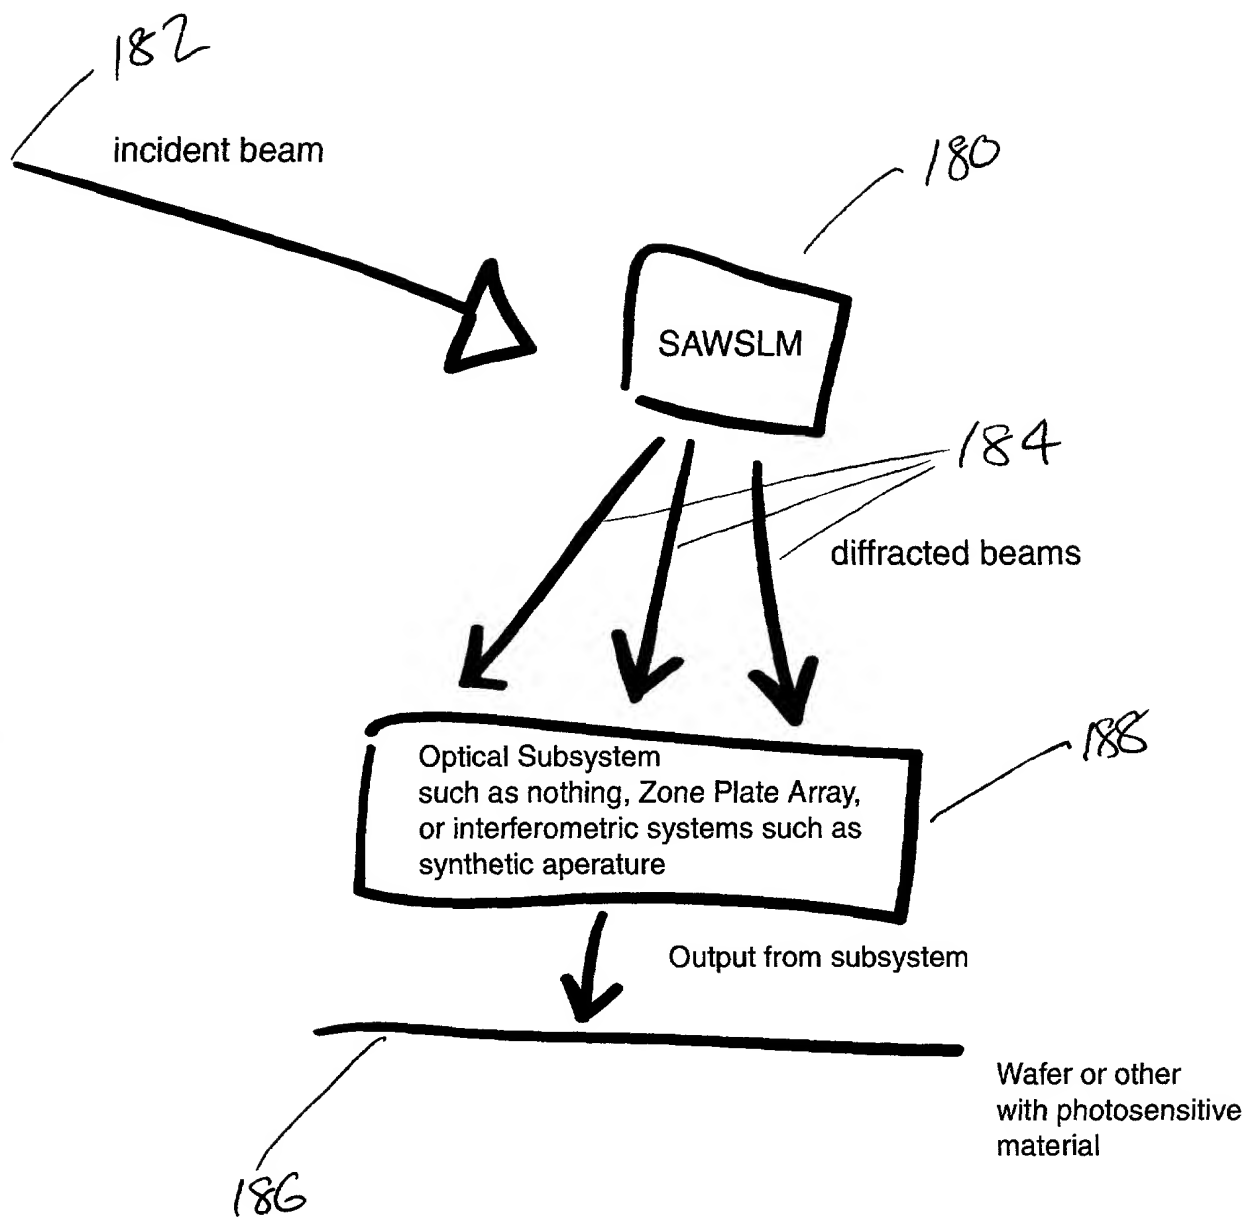 182
incident beam
180
SAWSLM
184
diffracted beams
188
Optical Subsystem
such as nothing, Zone Plate Array,
or interferometric systems such as
synthetic aperature
Output from subsystem
Wafer or other
with photosensitive
material
186